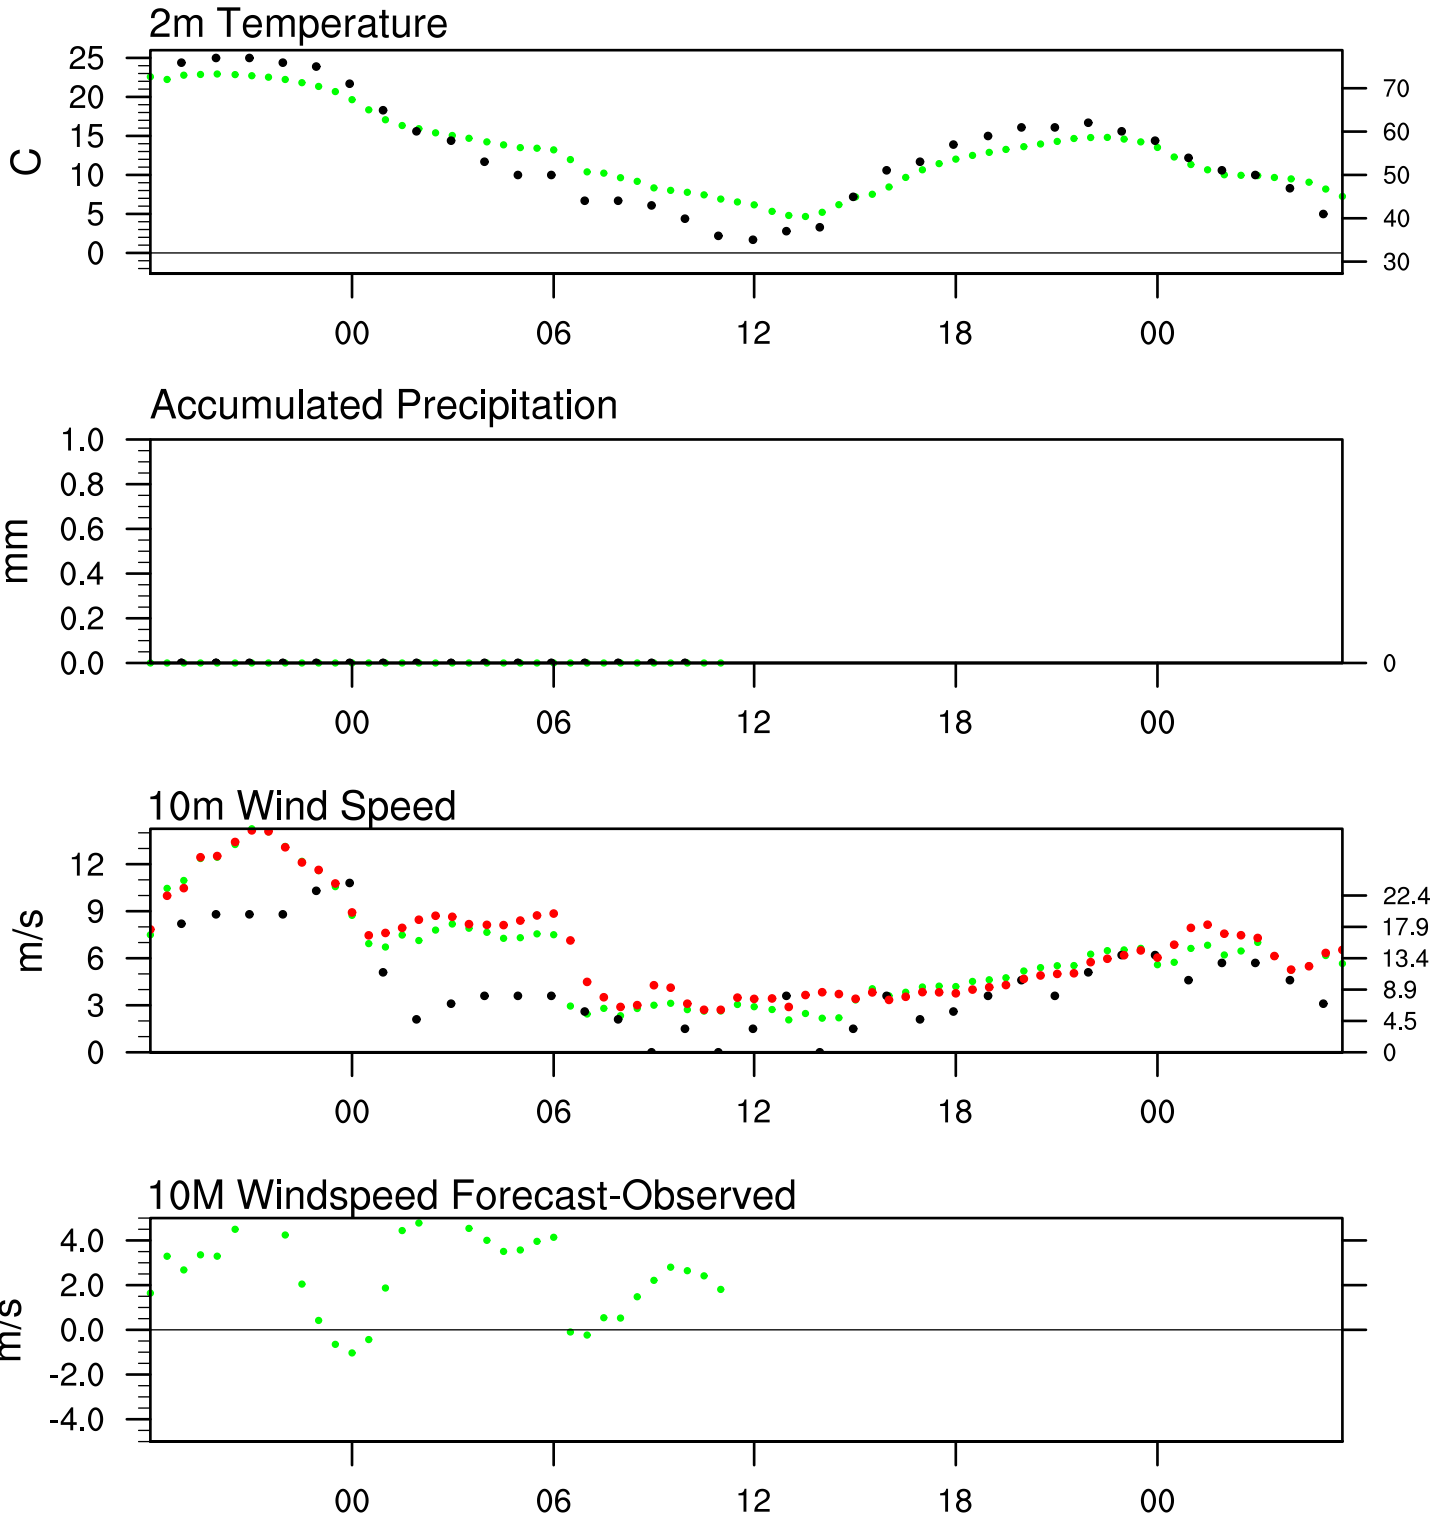 2m Temperature
25
20
15
10
5
0
C
70
60
50
40
30
00 06 12 18 00
Accumulated Precipitation
1.0
0.8
0.6
0.4
0.2
0.0
mm
0
00 06 12 18 00
10m Wind Speed
12
9
6
3
0
m/s
22.4
17.9
13.4
8.9
4.5
0
00 06 12 18 00
10M Windspeed Forecast-Observed
4.0
2.0
0.0
-2.0
-4.0
m/s
00 06 12 18 00